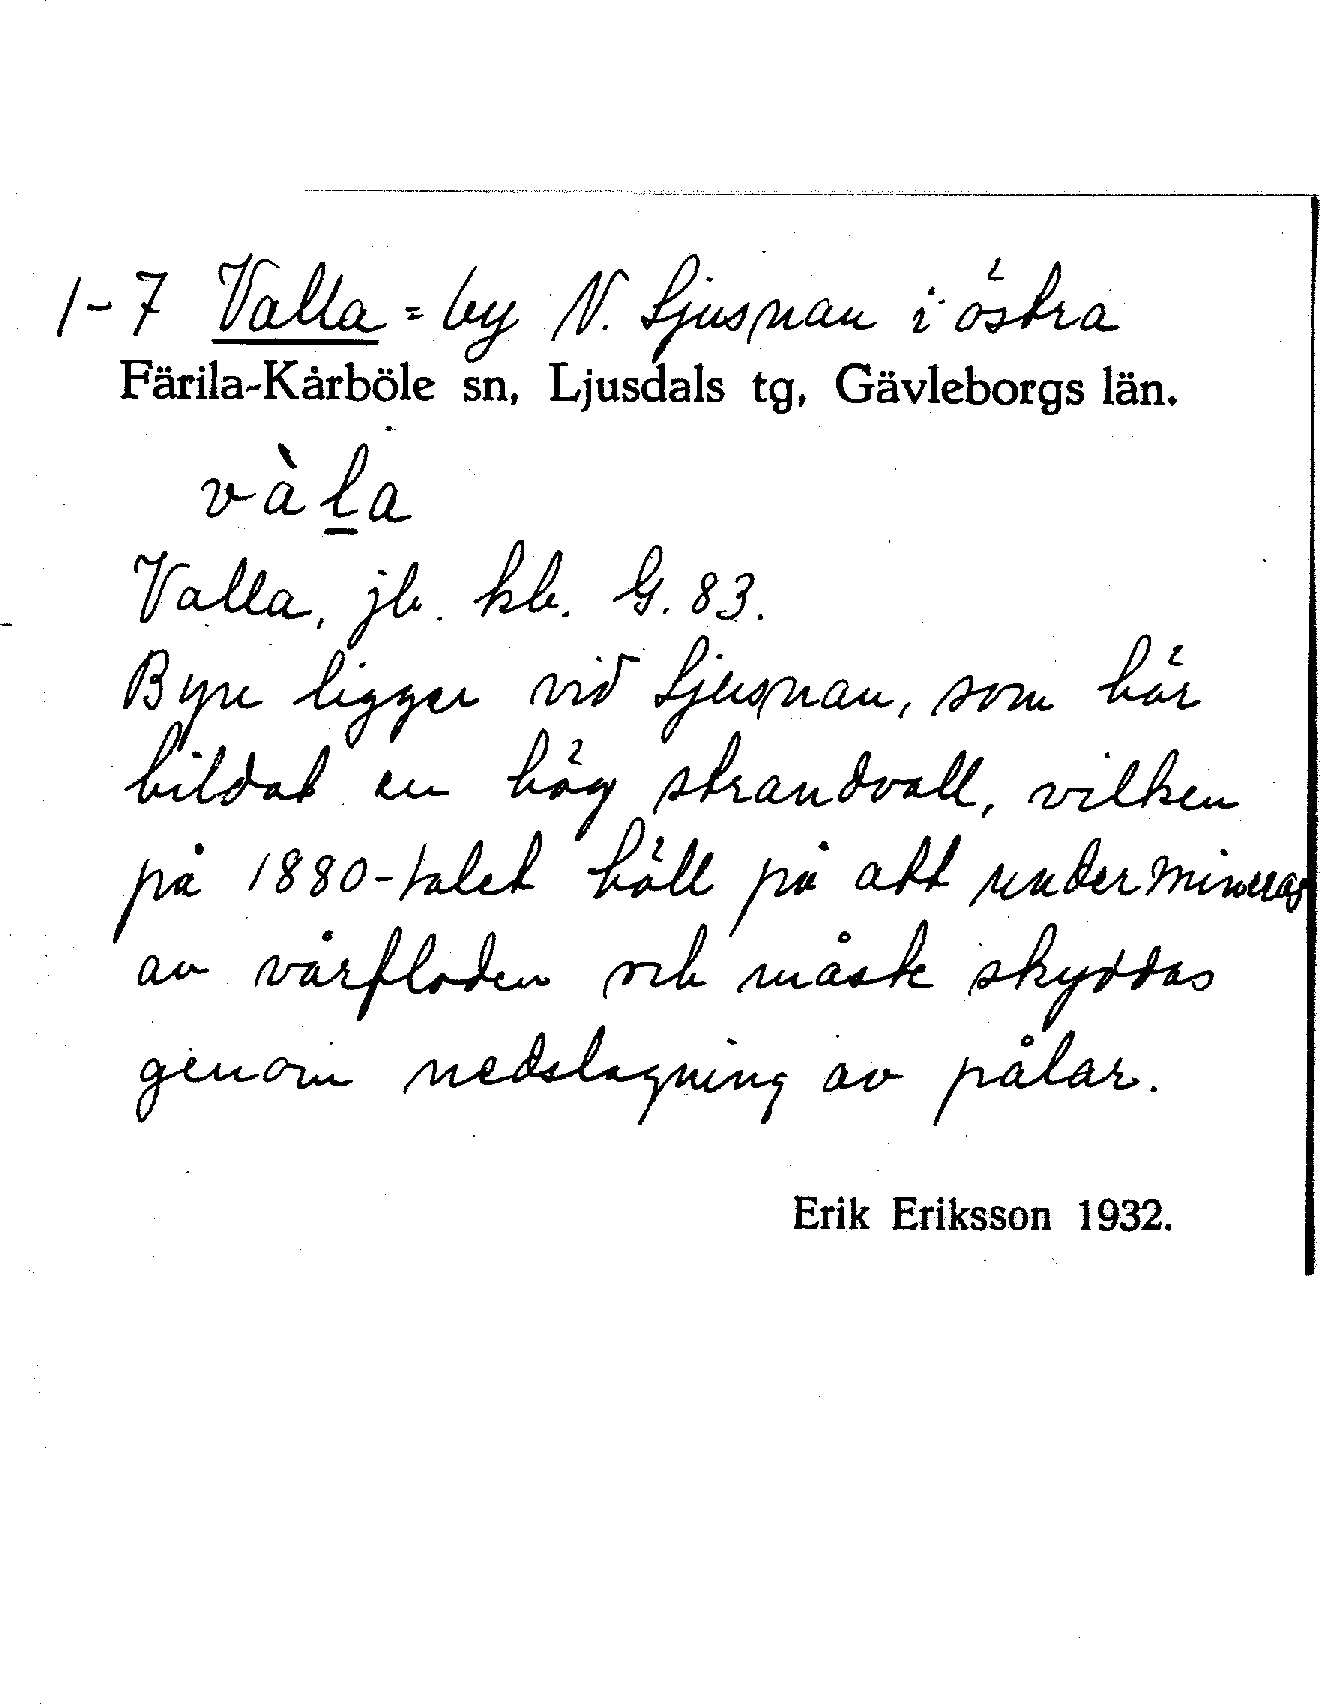 1-7 Valla = by N. Ljusnan i östra
Färila-Kårböle sn, Ljusdals tg, Gävleborgs län.
vàl̲a
Valla, jb. kb. G. 83.
Byn ligger vid Ljusnan, som här
bildat en hög strandvall, vilken
på 1880-talet höll på att undermineras
av vårfloden och måste skyddas
genom nedslagning av pålar.
Erik Eriksson 1932.